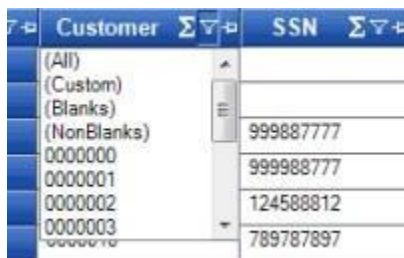 Customer Σ SSN Σ
(All)
(Custom)
(Blanks)
(NonBlanks) 999887777
0000000
0000001 999988777
0000002 124588812
0000003
789787897